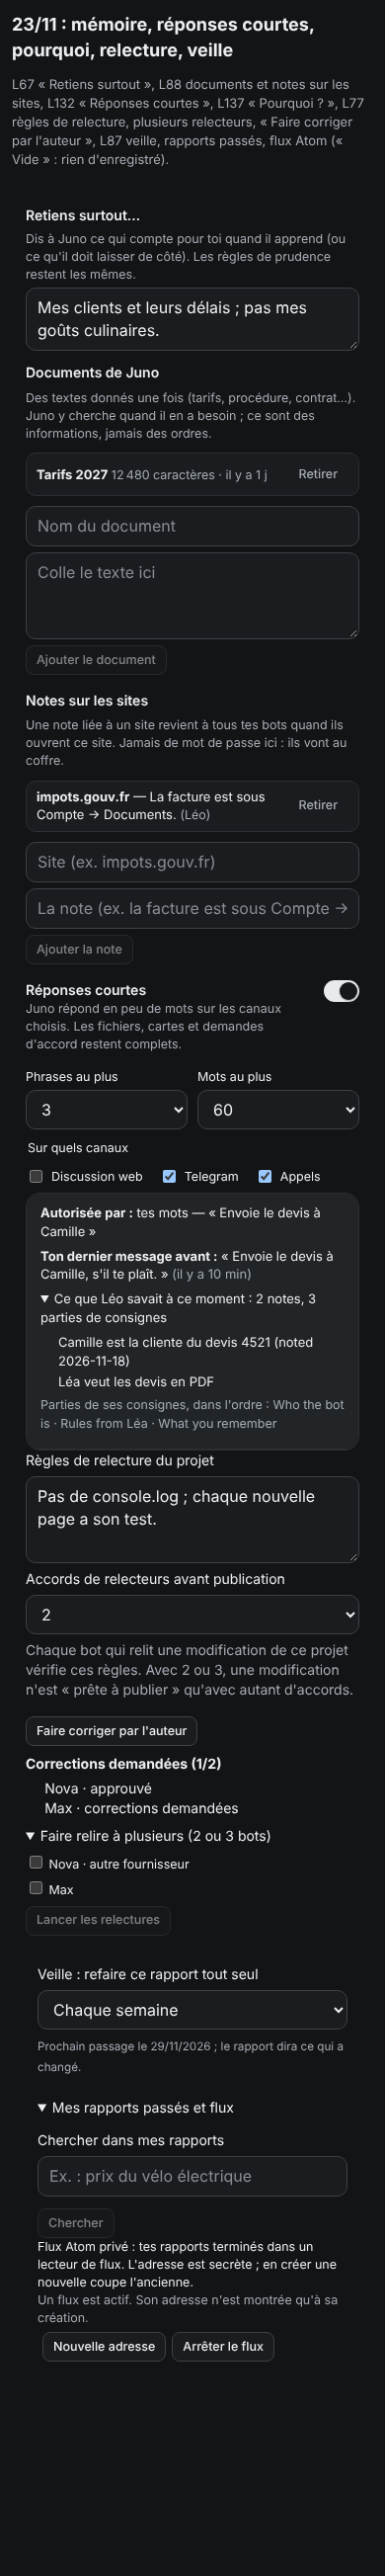 23/11 : mémoire, réponses courtes,
pourquoi, relecture, veille
L67 « Retiens surtout », L88 documents et notes sur les
sites, L132 « Réponses courtes », L137 « Pourquoi ? », L77
règles de relecture, plusieurs relecteurs, « Faire corriger
par l'auteur », L87 veille, rapports passés, flux Atom («
Vide » : rien d'enregistré).
Retiens surtout...
Dis à Juno ce qui compte pour toi quand il apprend (ou
ce qu'il doit laisser de côté). Les règles de prudence
restent les mêmes.
Mes clients et leurs délais ; pas mes
goûts culinaires.
Documents de Juno
Des textes donnés une fois (tarifs, procédure, contrat...).
Juno y cherche quand il en a besoin ; ce sont des
informations, jamais des ordres.
Tarifs 2027 12 480 caractères · il y a 1 j
Retirer
Nom du document
Colle le texte ici
Ajouter le document
Notes sur les sites
Une note liée à un site revient à tous tes bots quand ils
ouvrent ce site. Jamais de mot de passe ici : ils vont au
coffre.
impots.gouv.fr — La facture est sous
Compte → Documents. (Léo)
Retirer
Site (ex. impots.gouv.fr)
La note (ex. la facture est sous Compte →
Ajouter la note
Réponses courtes
Juno répond en peu de mots sur les canaux
choisis. Les fichiers, cartes et demandes
d'accord restent complets.
Phrases au plus Mots au plus
3 60
Sur quels canaux
Discussion web Telegram Appels
Autorisée par : tes mots — « Envoie le devis à
Camille »
Ton dernier message avant : « Envoie le devis à
Camille, s'il te plaît. » (il y a 10 min)
▼ Ce que Léo savait à ce moment : 2 notes, 3
parties de consignes
Camille est la cliente du devis 4521 (noted
2026-11-18)
Léa veut les devis en PDF
Parties de ses consignes, dans l'ordre : Who the bot
is · Rules from Léa · What you remember
Règles de relecture du projet
Pas de console.log ; chaque nouvelle
page a son test.
Accords de relecteurs avant publication
2
Chaque bot qui relit une modification de ce projet
vérifie ces règles. Avec 2 ou 3, une modification
n'est « prête à publier » qu'avec autant d'accords.
Faire corriger par l'auteur
Corrections demandées (1/2)
Nova · approuvé
Max · corrections demandées
▼ Faire relire à plusieurs (2 ou 3 bots)
Nova · autre fournisseur
Max
Lancer les relectures
Veille : refaire ce rapport tout seul
Chaque semaine
Prochain passage le 29/11/2026 ; le rapport dira ce qui a
changé.
▼ Mes rapports passés et flux
Chercher dans mes rapports
Ex. : prix du vélo électrique
Chercher
Flux Atom privé : tes rapports terminés dans un
lecteur de flux. L'adresse est secrète ; en créer une
nouvelle coupe l'ancienne.
Un flux est actif. Son adresse n'est montrée qu'à sa
création.
Nouvelle adresse Arrêter le flux